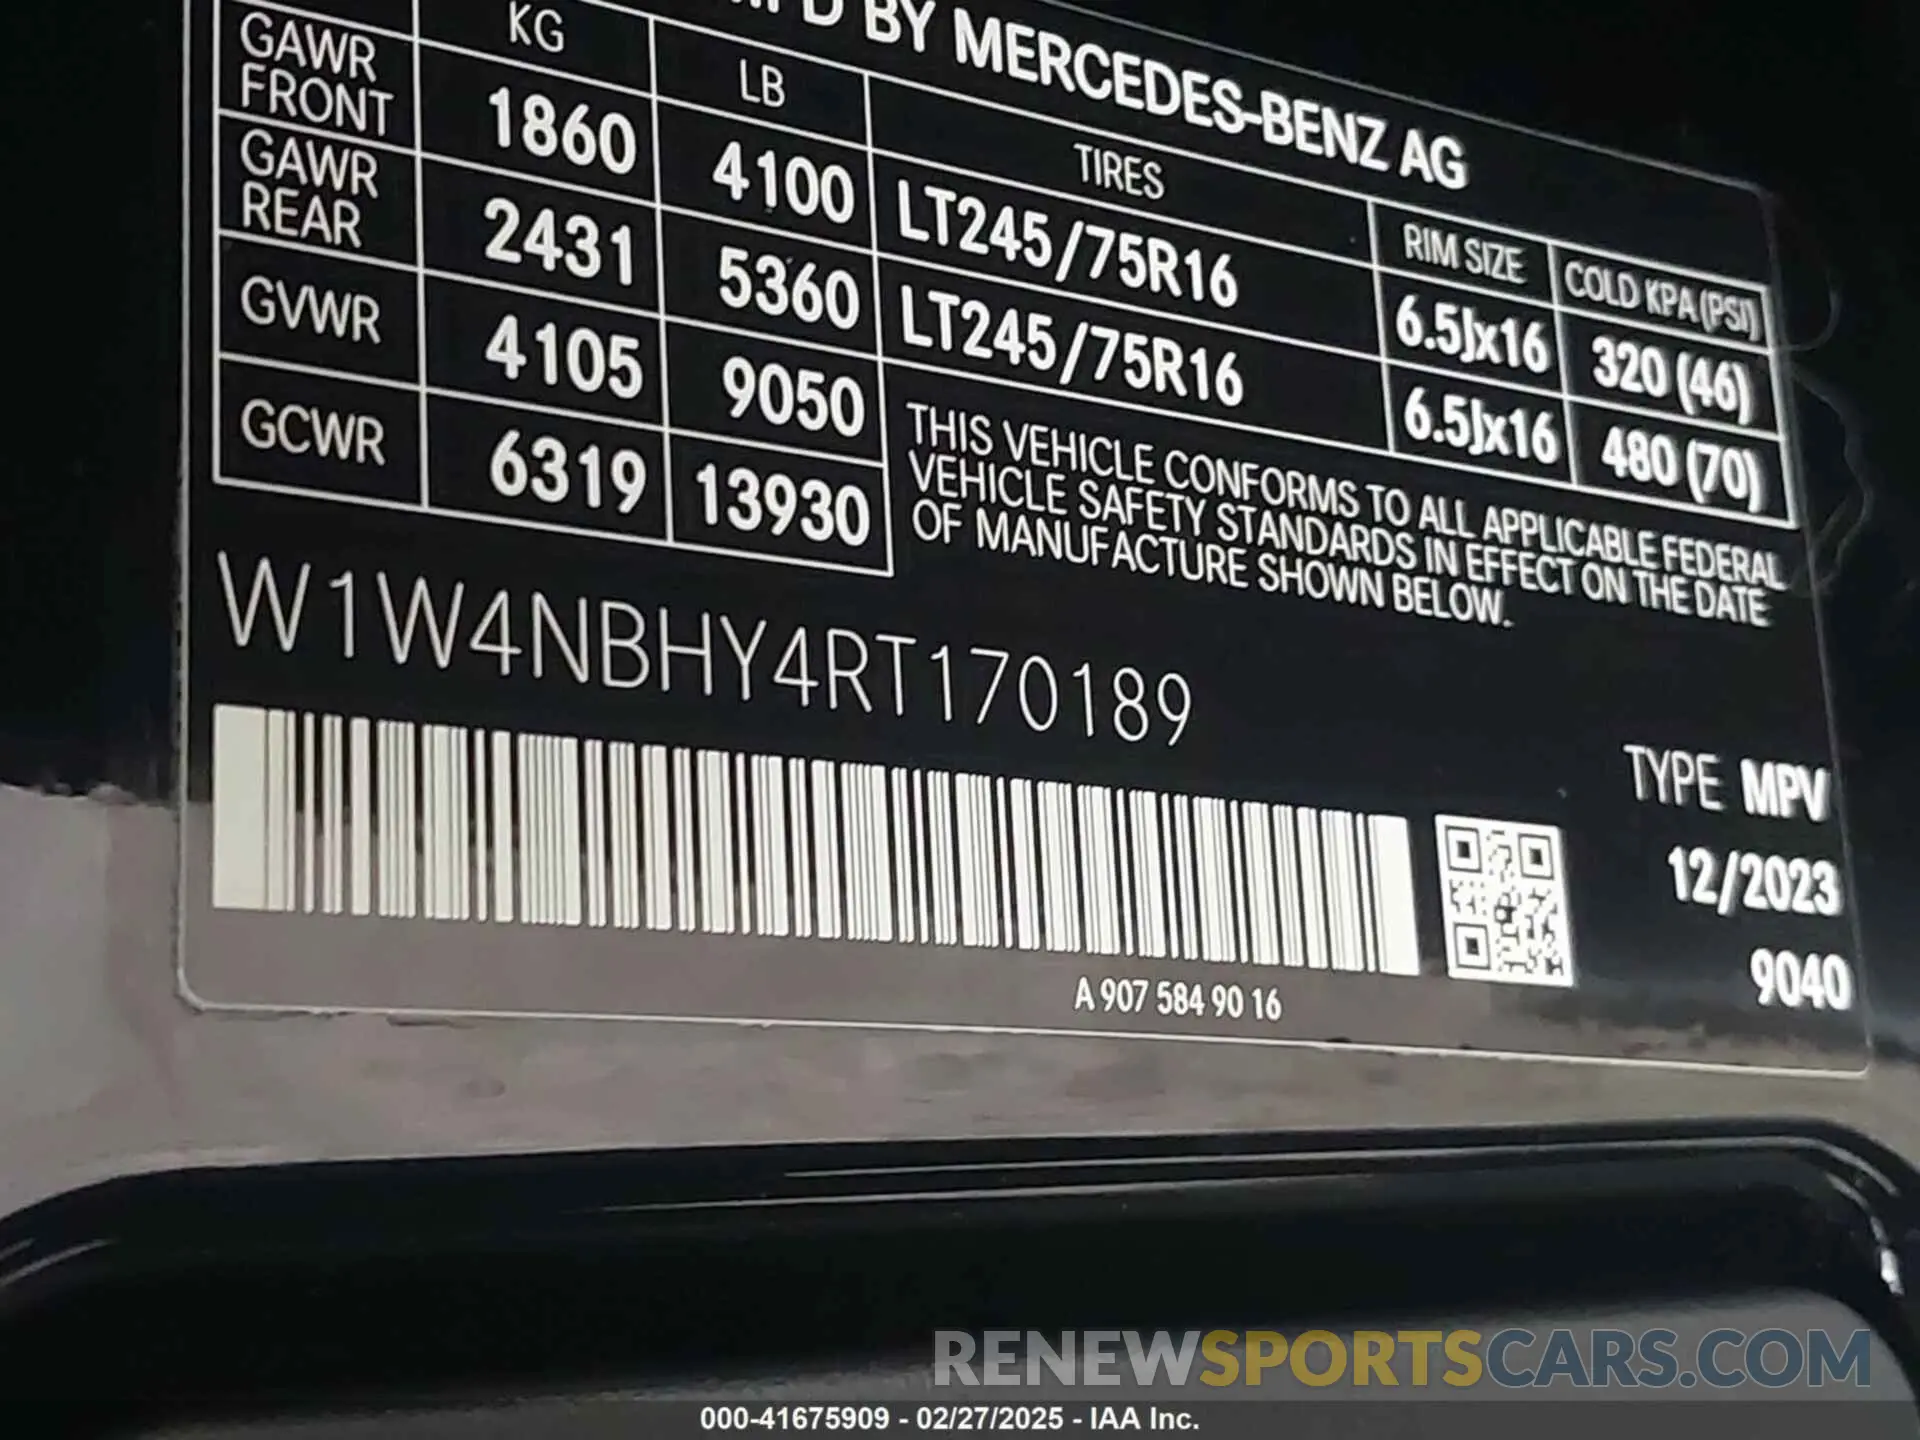 BY MERCEDES-BENZ AG
KG LB TIRES RIM SIZE COLD KPA (PSI)
GAWR FRONT 1860 4100 LT245/75R16 6.5Jx16 320 (46)
GAWR REAR 2431 5360 LT245/75R16 6.5Jx16 480 (70)
GVWR 4105 9050
GCWR 6319 13930
THIS VEHICLE CONFORMS TO ALL APPLICABLE FEDERAL
VEHICLE SAFETY STANDARDS IN EFFECT ON THE DATE
OF MANUFACTURE SHOWN BELOW.
W1W4NBHY4RT170189
TYPE MPV
12/2023
9040
A 907 584 90 16
RENEWSPORTSCARS.COM
000-41675909 - 02/27/2025 - IAA Inc.